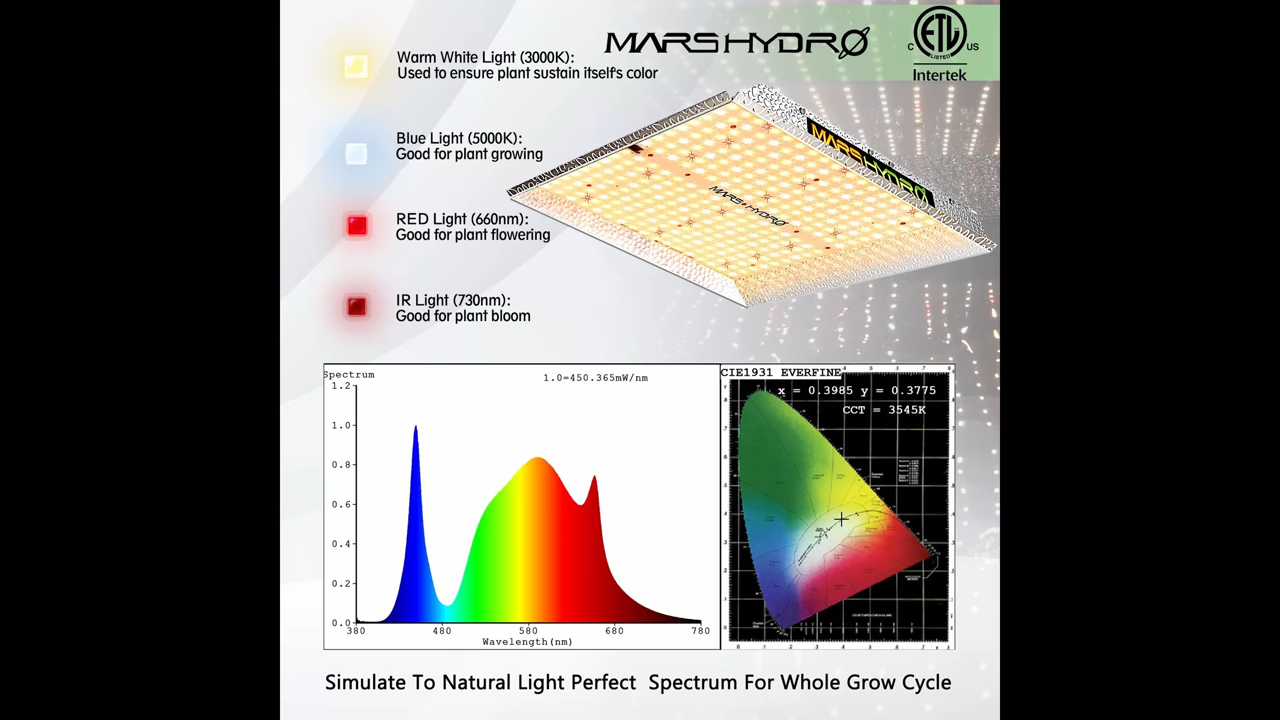 MARS HYDRO
ETL
C US
LISTED
Intertek
Warm White Light (3000K):
Used to ensure plant sustain itself's color
Blue Light (5000K):
Good for plant growing
RED Light (660nm):
Good for plant flowering
IR Light (730nm):
Good for plant bloom
MARS HYDRO
MARS HYDRO
Spectrum
1.0=450.365mW/nm
1.2
1.0
0.8
0.6
0.4
0.2
0.0
380 480 580 680 780
Wavelength(nm)
CIE1931 EVERFINE
x = 0.3985 y = 0.3775
CCT = 3545K
Simulate To Natural Light Perfect Spectrum For Whole Grow Cycle